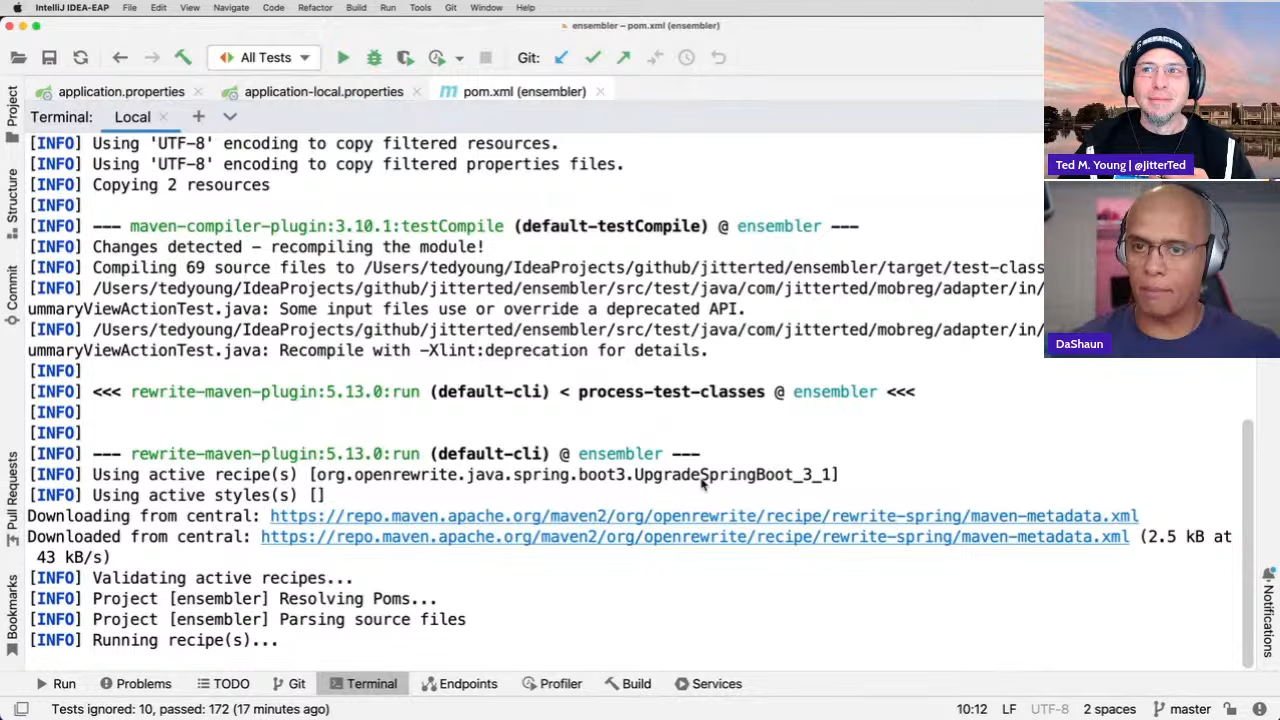 IntelliJ IDEA-EAP File Edit View Navigate Code Refactor Build Run Tools Git Window Help
ensembler – pom.xml (ensembler)
All Tests
Git:
application.properties
application-local.properties
pom.xml (ensembler)
Terminal: Local
[INFO] Using 'UTF-8' encoding to copy filtered resources.
[INFO] Using 'UTF-8' encoding to copy filtered properties files.
[INFO] Copying 2 resources
[INFO]
[INFO] --- maven-compiler-plugin:3.10.1:testCompile (default-testCompile) @ ensembler ---
[INFO] Changes detected - recompiling the module!
[INFO] Compiling 69 source files to /Users/tedyoung/IdeaProjects/github/jitterted/ensembler/target/test-class
[INFO] /Users/tedyoung/IdeaProjects/github/jitterted/ensembler/src/test/java/com/jitterted/mobreg/adapter/in/
ummaryViewActionTest.java: Some input files use or override a deprecated API.
[INFO] /Users/tedyoung/IdeaProjects/github/jitterted/ensembler/src/test/java/com/jitterted/mobreg/adapter/in/
ummaryViewActionTest.java: Recompile with -Xlint:deprecation for details.
[INFO]
[INFO] <<< rewrite-maven-plugin:5.13.0:run (default-cli) < process-test-classes @ ensembler <<<
[INFO]
[INFO]
[INFO] --- rewrite-maven-plugin:5.13.0:run (default-cli) @ ensembler ---
[INFO] Using active recipe(s) [org.openrewrite.java.spring.boot3.UpgradeSpringBoot_3_1]
[INFO] Using active styles(s) []
Downloading from central: https://repo.maven.apache.org/maven2/org/openrewrite/recipe/rewrite-spring/maven-metadata.xml
Downloaded from central: https://repo.maven.apache.org/maven2/org/openrewrite/recipe/rewrite-spring/maven-metadata.xml (2.5 kB at
43 kB/s)
[INFO] Validating active recipes...
[INFO] Project [ensembler] Resolving Poms...
[INFO] Project [ensembler] Parsing source files
[INFO] Running recipe(s)...
Project
Structure
Commit
Pull Requests
Bookmarks
Notifications
Ted M. Young | @JitterTed
DaShaun
Run Problems TODO Git Terminal Endpoints Profiler Build Services
Tests ignored: 10, passed: 172 (17 minutes ago)
10:12 LF UTF-8 2 spaces master